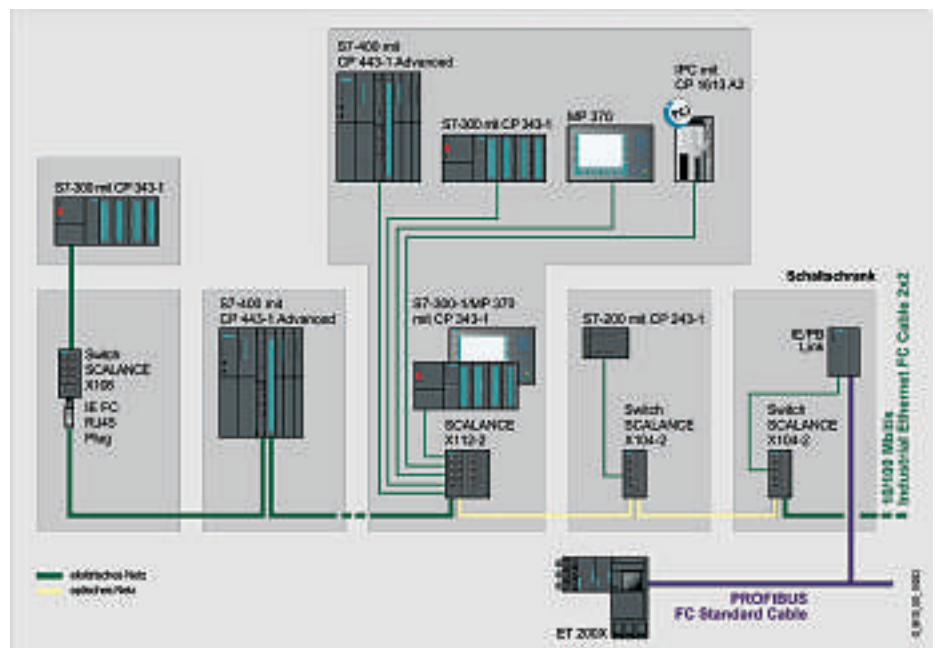 S7-400 mit
CP 443-1 Advanced
IPC mit
CP 1613 A2
PCI
S7-300 mit CP 343-1
MP 370
S7-300 mit CP 343-1
Schaltschrank
S7-400 mit
CP 443-1 Advanced
S7-300-1/MP 370
mit CP 343-1
S7-200 mit CP 243-1
IE/PB
Link
Switch
SCALANCE
X108
IE FC
RJ45
Plug
SCALANCE
X112-2
Switch
SCALANCE
X104-2
Switch
SCALANCE
X104-2
10/100 Mbit/s
Industrial Ethernet FC Cable 2x2
elektrisches Netz
optisches Netz
PROFIBUS
FC Standard Cable
ET 200X